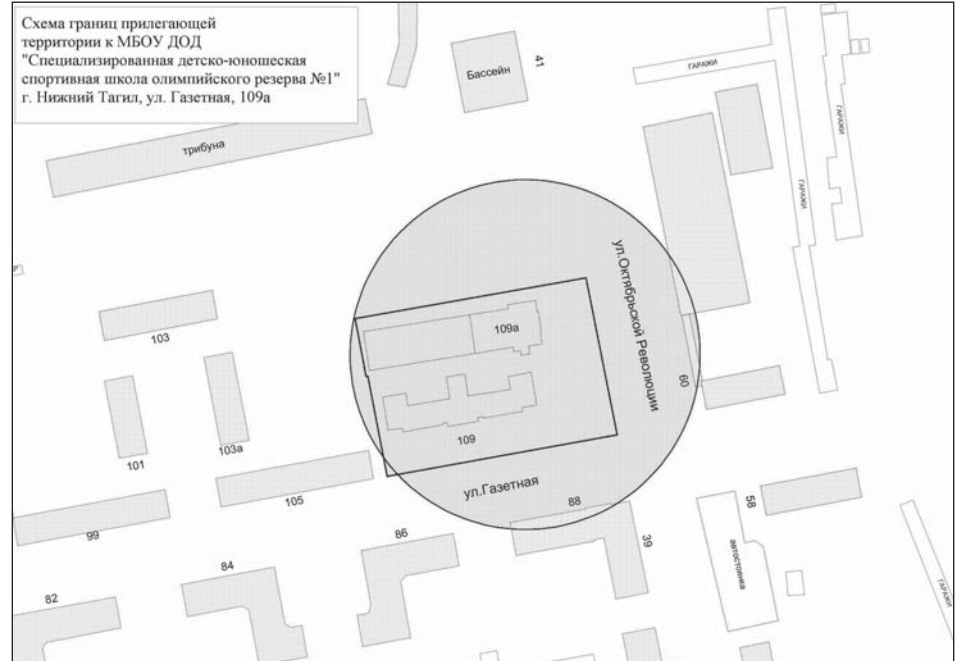 Схема границ прилегающей
территории к МБОУ ДОД
"Специализированная детско-юношеская
спортивная школа олимпийского резерва №1"
г. Нижний Тагил, ул. Газетная, 109а
Бассейн
41
ГАРАЖИ
ГАРАЖИ
трибуна
ГАРАЖИ
ул.Октябрьской Революции
109а
103
60
109
103а
101
105
ул.Газетная
88
58
99
86
39
автостоянка
84
82
ГАРАЖИ